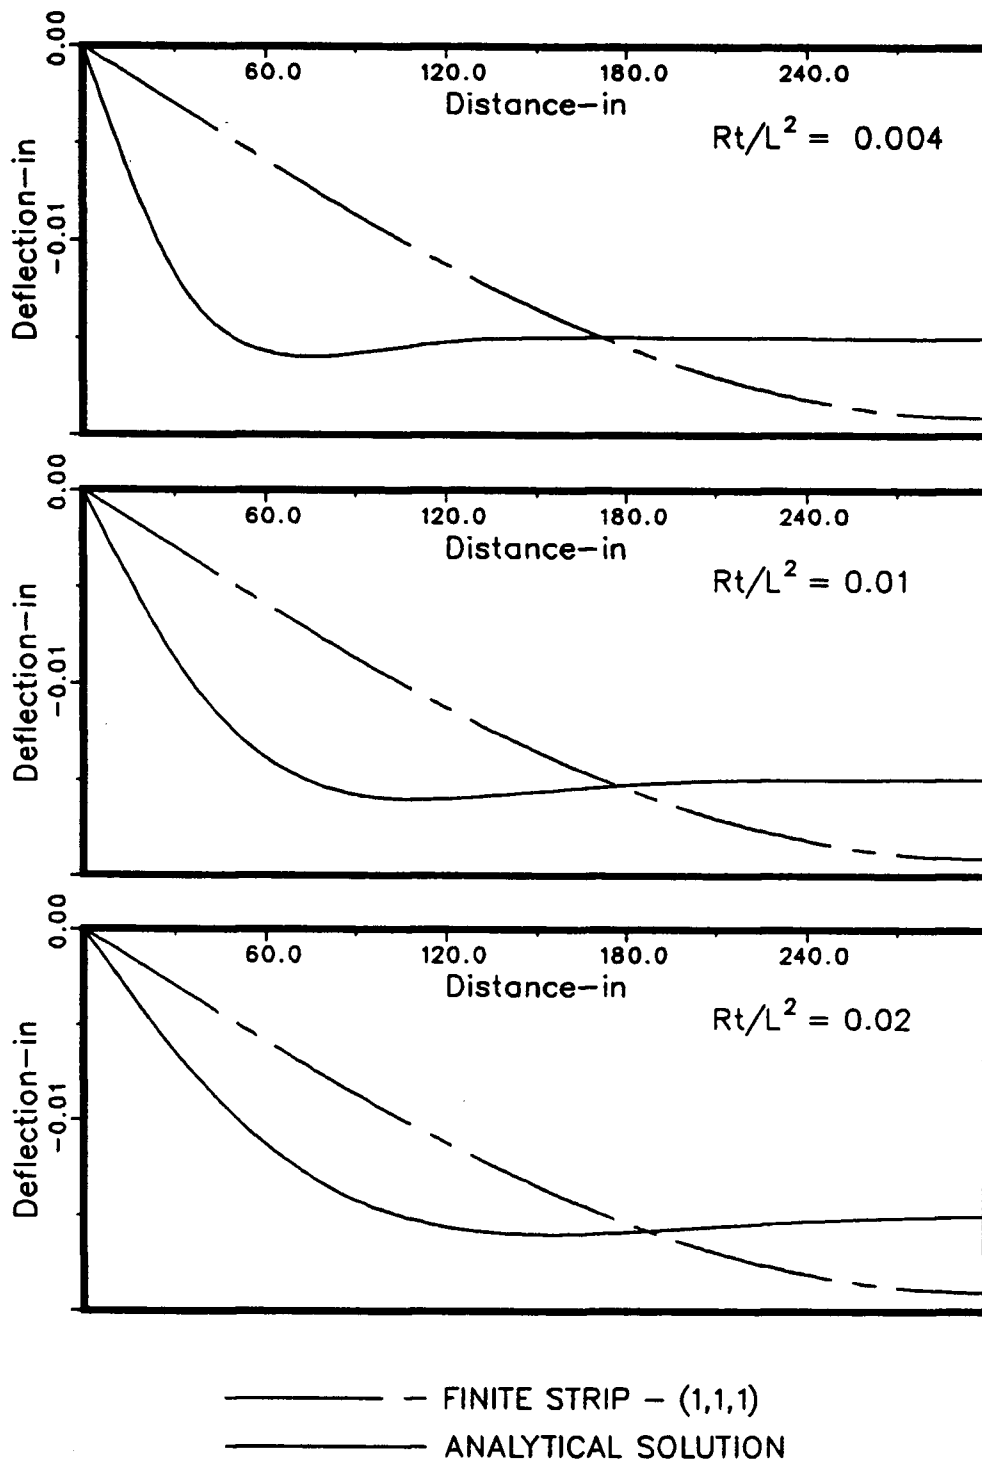 0.00
60.0 120.0 180.0 240.0
Distance-in
Rt/L² = 0.004
-0.01
Deflection-in
0.00
60.0 120.0 180.0 240.0
Distance-in
Rt/L² = 0.01
-0.01
Deflection-in
0.00
60.0 120.0 180.0 240.0
Distance-in
Rt/L² = 0.02
-0.01
Deflection-in
FINITE STRIP - (1,1,1)
ANALYTICAL SOLUTION